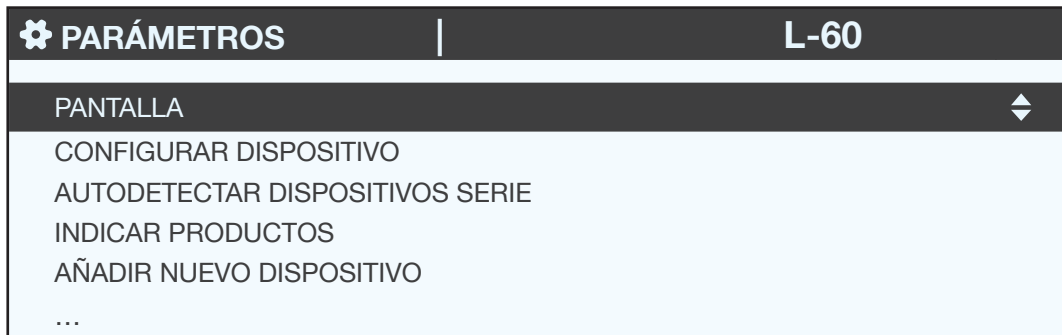 PARÁMETROS | L-60
PANTALLA
CONFIGURAR DISPOSITIVO
AUTODETECTAR DISPOSITIVOS SERIE
INDICAR PRODUCTOS
AÑADIR NUEVO DISPOSITIVO
…